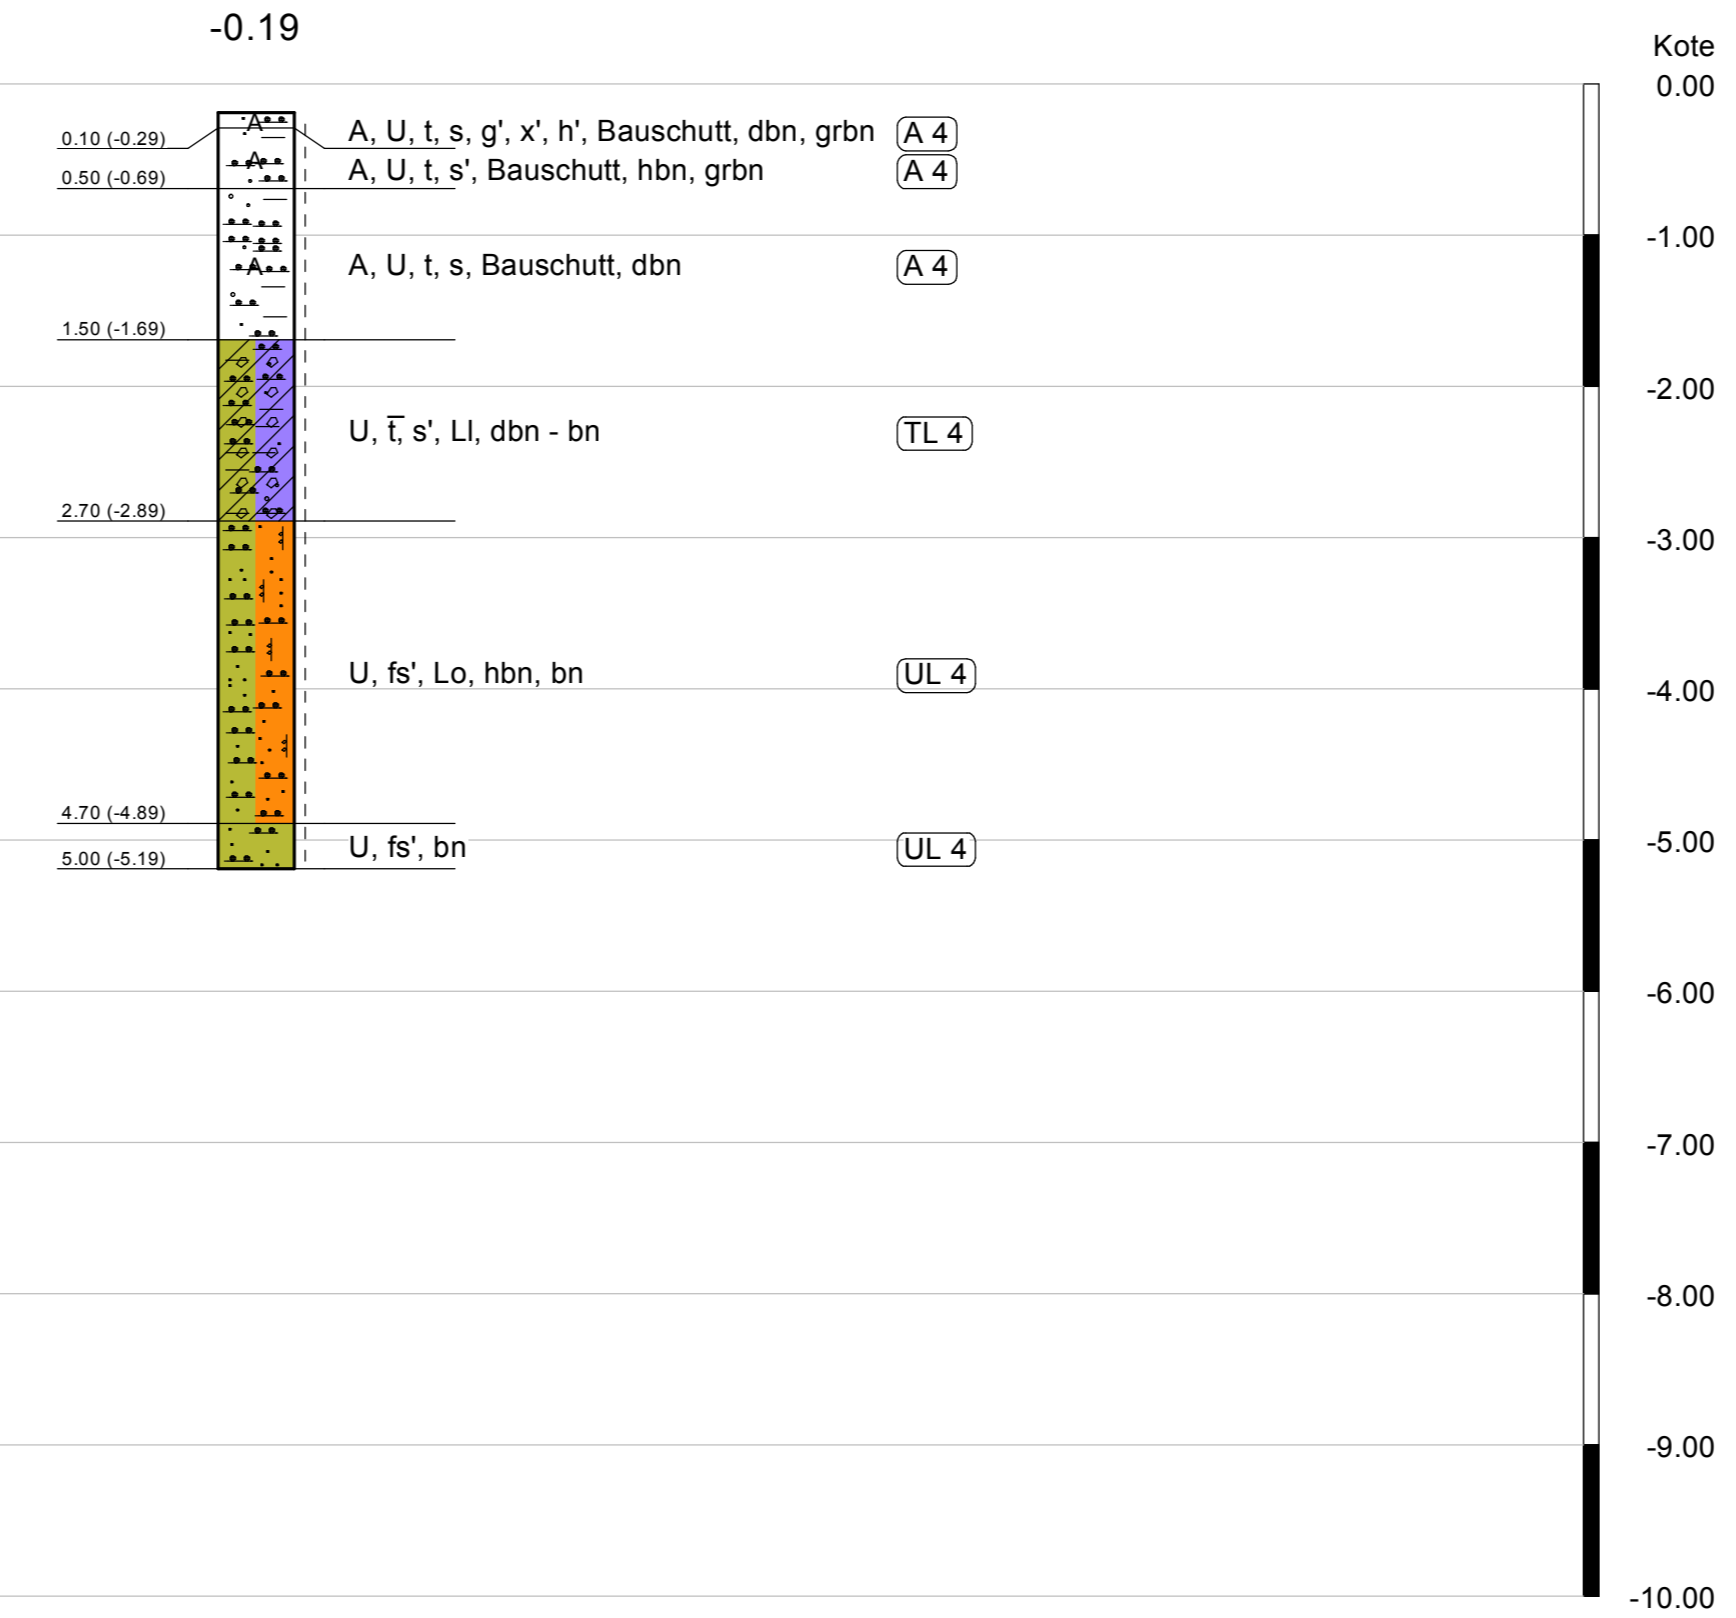 -0.19
Kote
0.00
0.10 (-0.29) A, U, t, s, g', x', h', Bauschutt, dbn, grbn A 4
A
0.50 (-0.69) A, U, t, s', Bauschutt, hbn, grbn A 4
A
-1.00
A, U, t, s, Bauschutt, dbn A 4
A
1.50 (-1.69)
-2.00
U, t̅, s', Ll, dbn - bn TL 4
2.70 (-2.89)
-3.00
U, fs', Lo, hbn, bn UL 4
-4.00
4.70 (-4.89)
-5.00
U, fs', bn UL 4
5.00 (-5.19)
-6.00
-7.00
-8.00
-9.00
-10.00